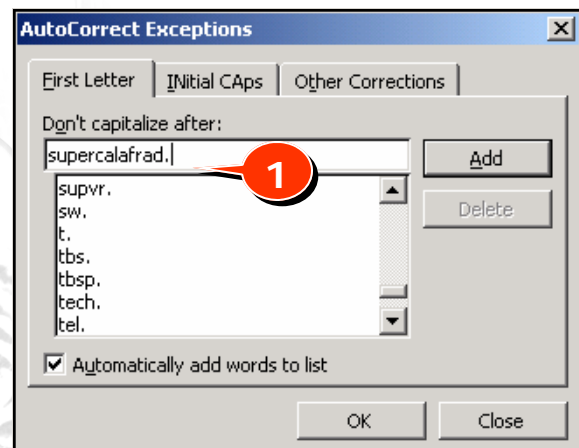 AutoCorrect Exceptions
First Letter INitial CAps Other Corrections
Don't capitalize after:
supercalafrad.
1
Add
supvr.
sw.
t.
tbs.
tbsp.
tech.
tel.
Delete
Automatically add words to list
OK Close